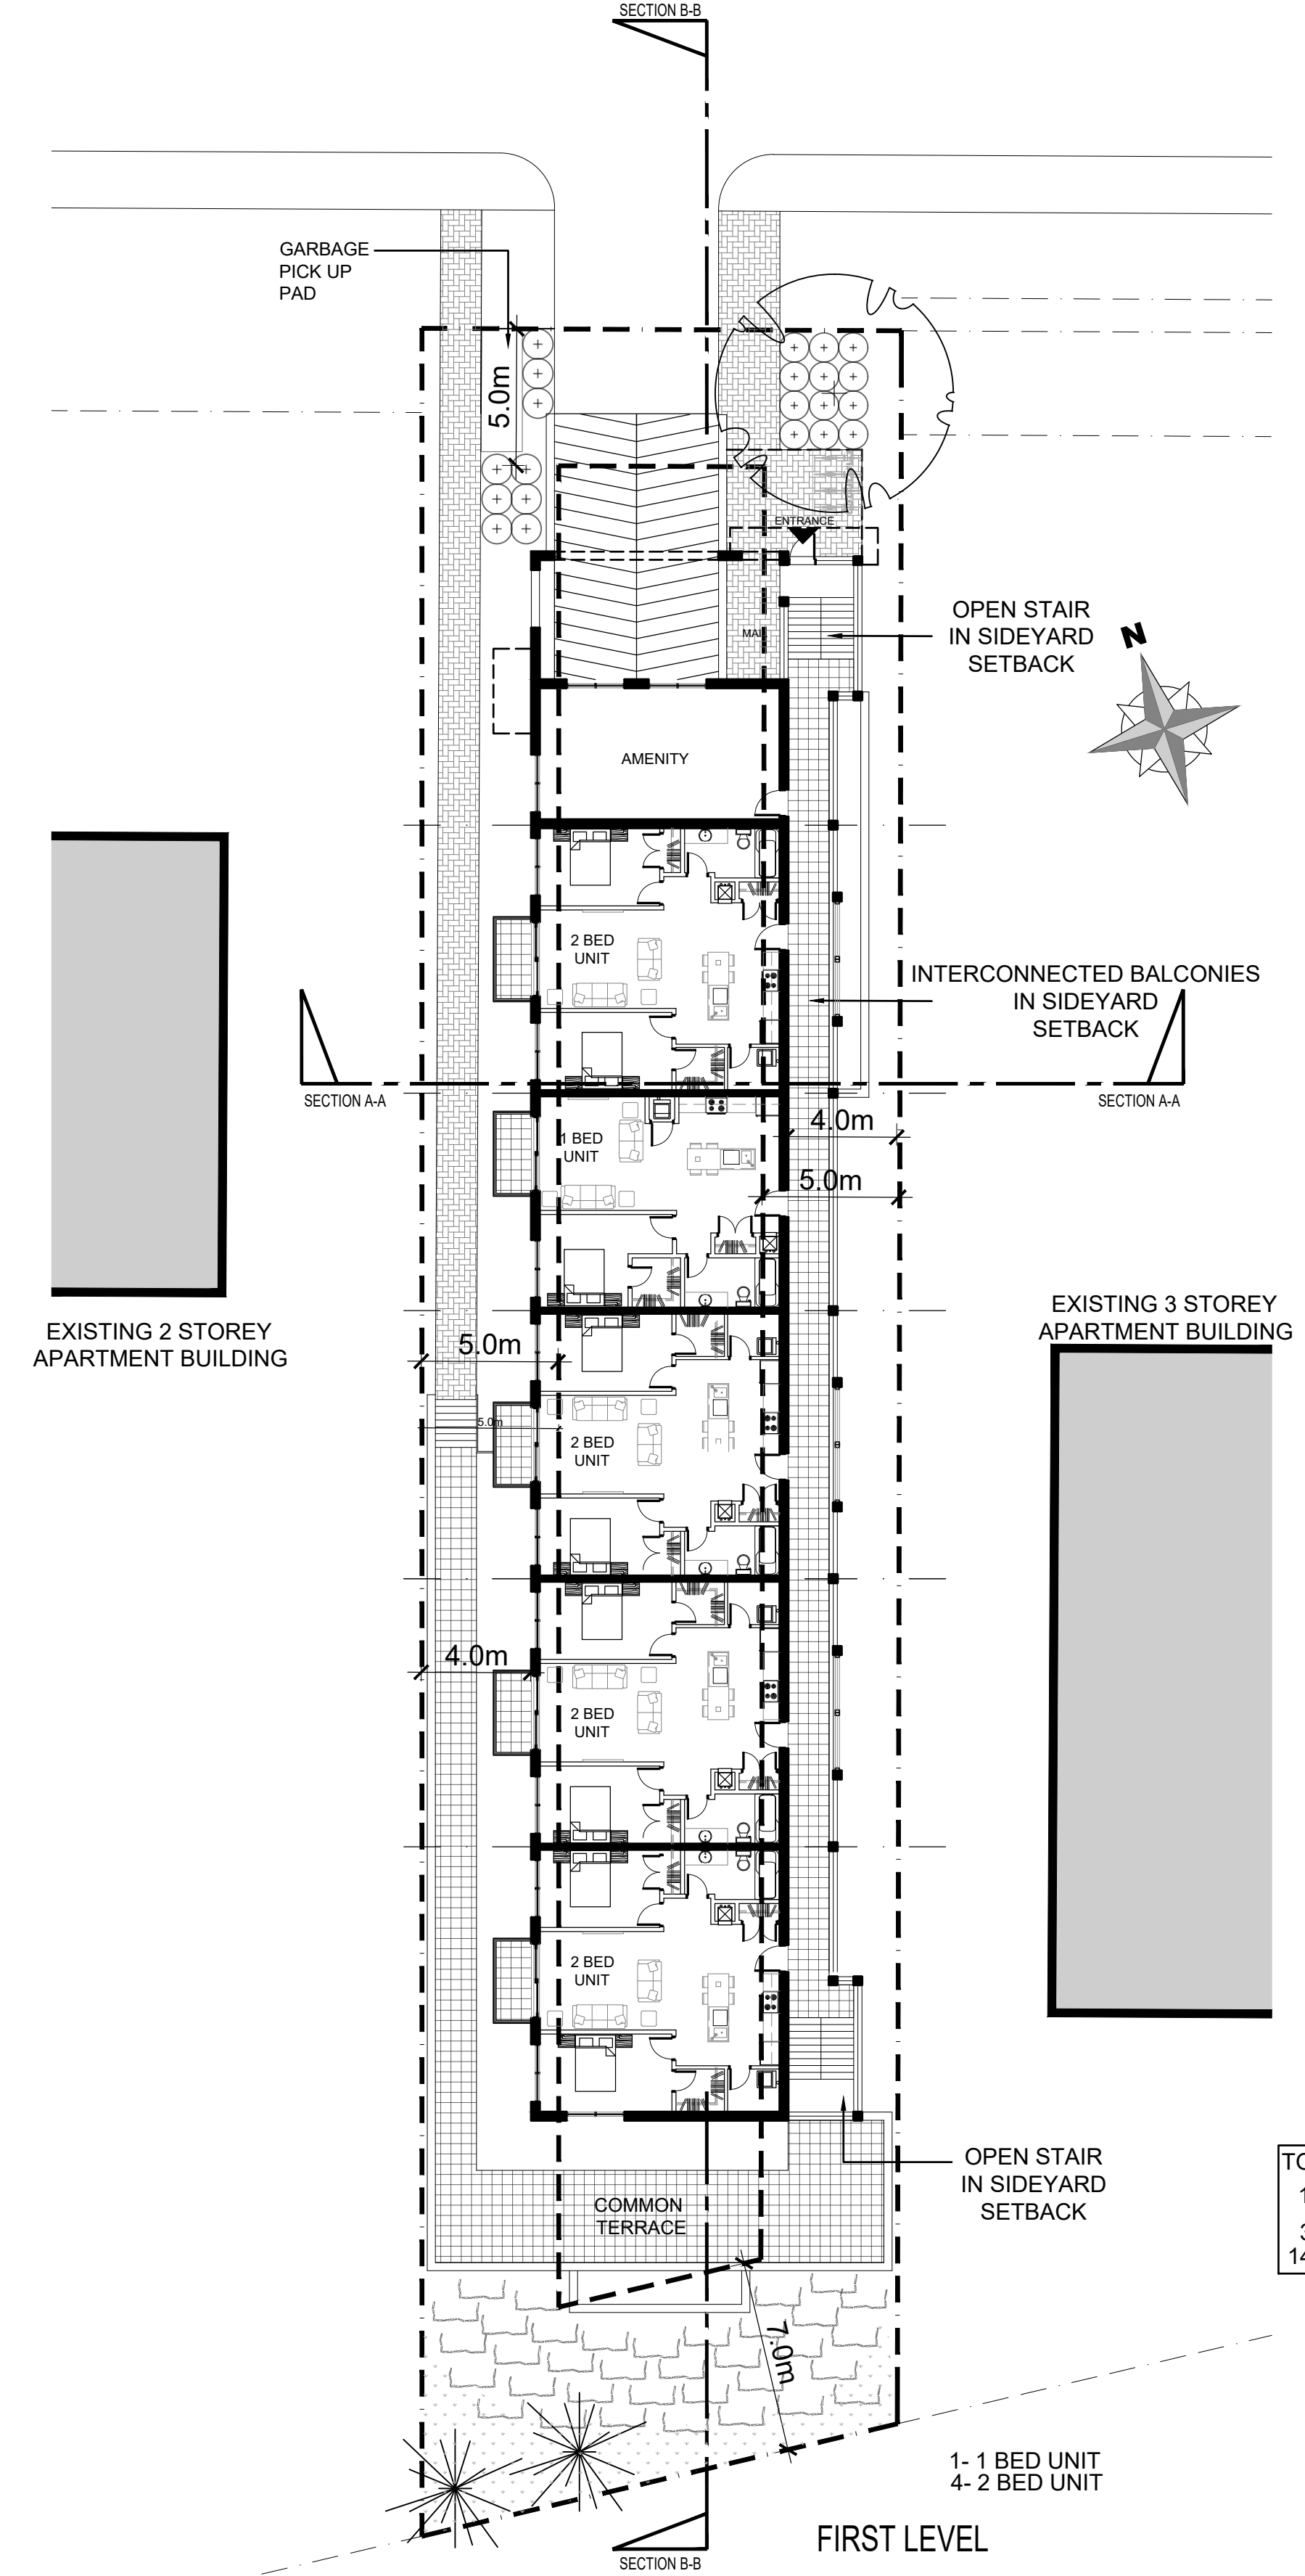 SECTION B-B
GARBAGE
PICK UP
PAD
5.0m
ENTRANCE
OPEN STAIR
IN SIDEYARD
SETBACK
N
AMENITY
2 BED
UNIT
INTERCONNECTED BALCONIES
IN SIDEYARD
SETBACK
SECTION A-A
SECTION A-A
1 BED
UNIT
4.0m
5.0m
EXISTING 2 STOREY
APARTMENT BUILDING
EXISTING 3 STOREY
APARTMENT BUILDING
5.0m
5.0m
2 BED
UNIT
4.0m
2 BED
UNIT
2 BED
UNIT
OPEN STAIR
IN SIDEYARD
SETBACK
COMMON
TERRACE
7.0m
1- 1 BED UNIT
4- 2 BED UNIT
FIRST LEVEL
SECTION B-B